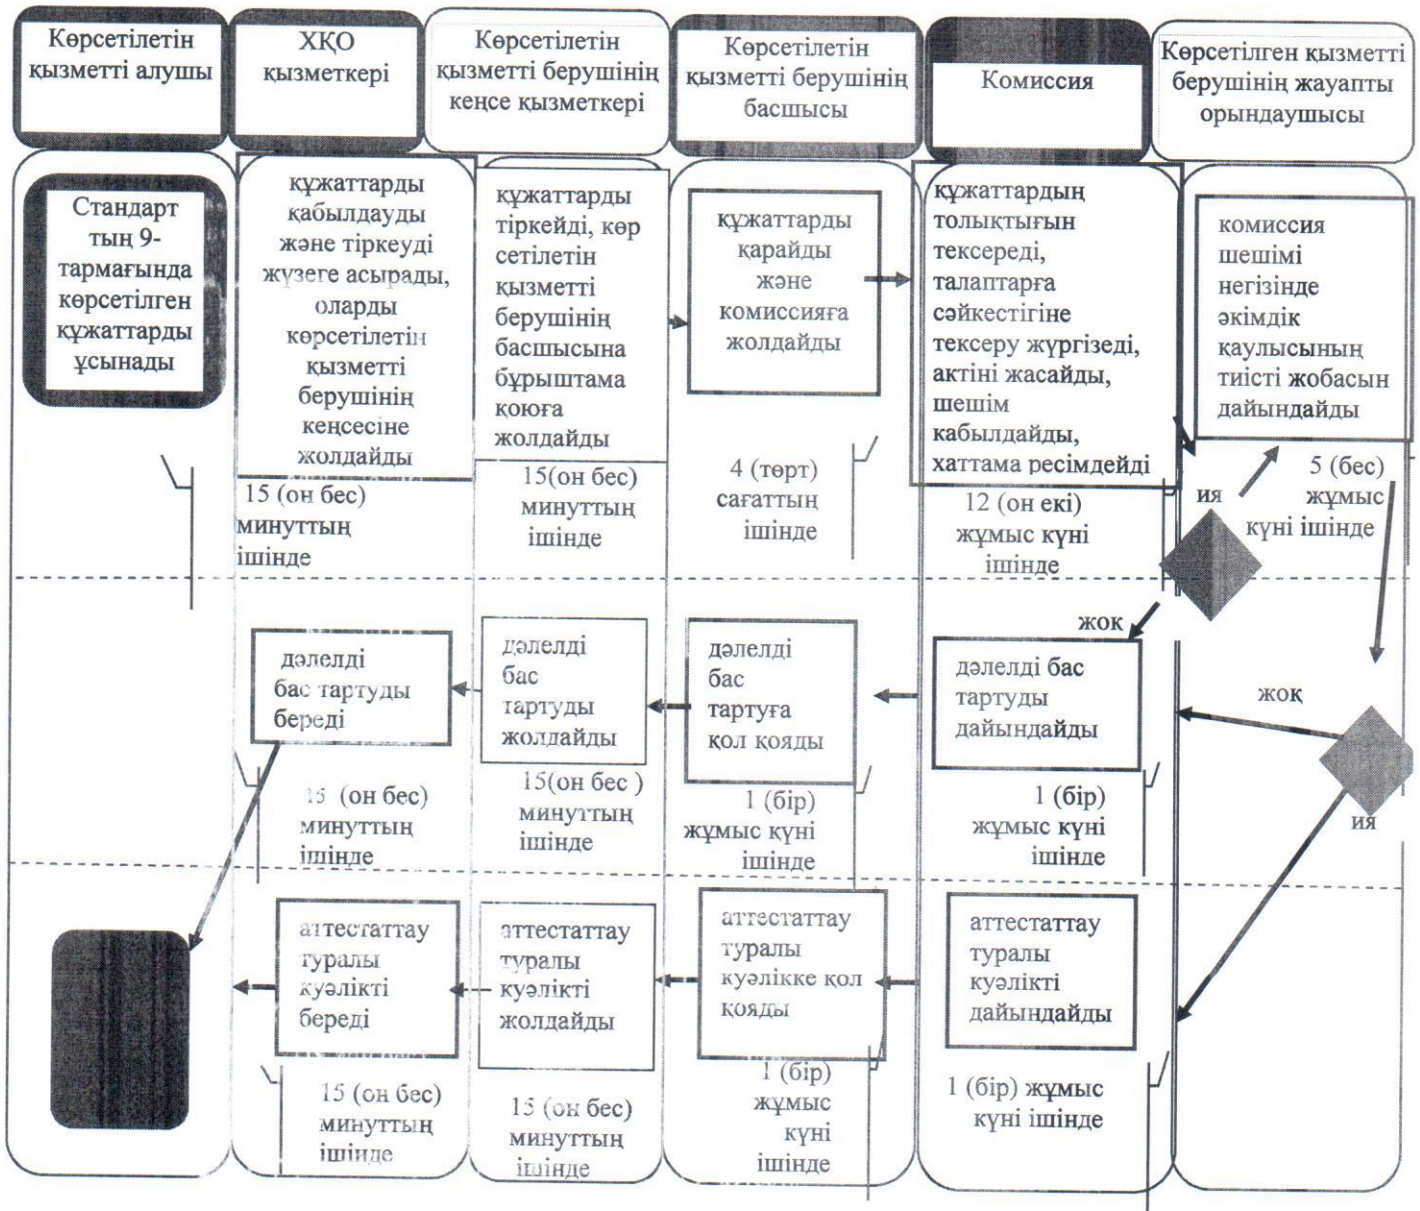 Көрсетілетін
қызметті алушы
ХҚО
қызметкері
Көрсетілетін
қызметті берушінің
кеңсе қызметкері
Көрсетілетін
қызметті берушінің
басшысы
Комиссия
Көрсетілген қызметті
берушінің жауапты
орындаушысы
Стандарт
тың 9-
тармағында
көрсетілген
құжаттарды
ұсынады
құжаттарды
қабылдауды
және тіркеуді
жүзеге асырады,
оларды
көрсетілетін
қызметті
берушінің
кеңсесіне
жолдайды
15 (он бес)
минуттың
ішінде
құжаттарды
тіркейді, көр
сетілетін
қызметті
берушінің
басшысына
бұрыштама
қоюға
жолдайды
15(он бес)
минуттың
ішінде
құжаттарды
қарайды
және
комиссияға
жолдайды
4 (төрт)
сағаттың
ішінде
құжаттардың
толықтығын
тексереді,
талаптарға
сәйкестігіне
тексеру жүргізеді,
актіні жасайды,
шешім
кабылдайды,
хаттама ресімдейді
12 (он екі)
жұмыс күні
ішінде
комиссия
шешімі
негізінде
әкімдік
қаулысының
тиісті жобасын
дайындайды
ия
5 (бес)
жұмыс
күні ішінде
жоқ
дәлелді
бас тартуды
береді
15 (он бес)
минуттың
ішінде
дәлелді
бас
тартуды
жолдайды
15(он бес )
минуттың
ішінде
дәлелді
бас
тартуға
қол қояды
1 (бір)
жұмыс күні
ішінде
дәлелді бас
тартуды
дайындайды
1 (бір)
жұмыс күні
ішінде
жоқ
ия
аттестаттау
туралы
куәлікті
береді
15 (он бес)
минуттың
ішінде
аттестаттау
туралы
куәлікті
жолдайды
15 (он бес)
минуттың
ішінде
аттестаттау
туралы
куәлікке қол
қояды
1 (бір)
жұмыс
күні
ішінде
аттестаттау
туралы
куәлікті
дайындайды
1 (бір) жұмыс
күні ішінде